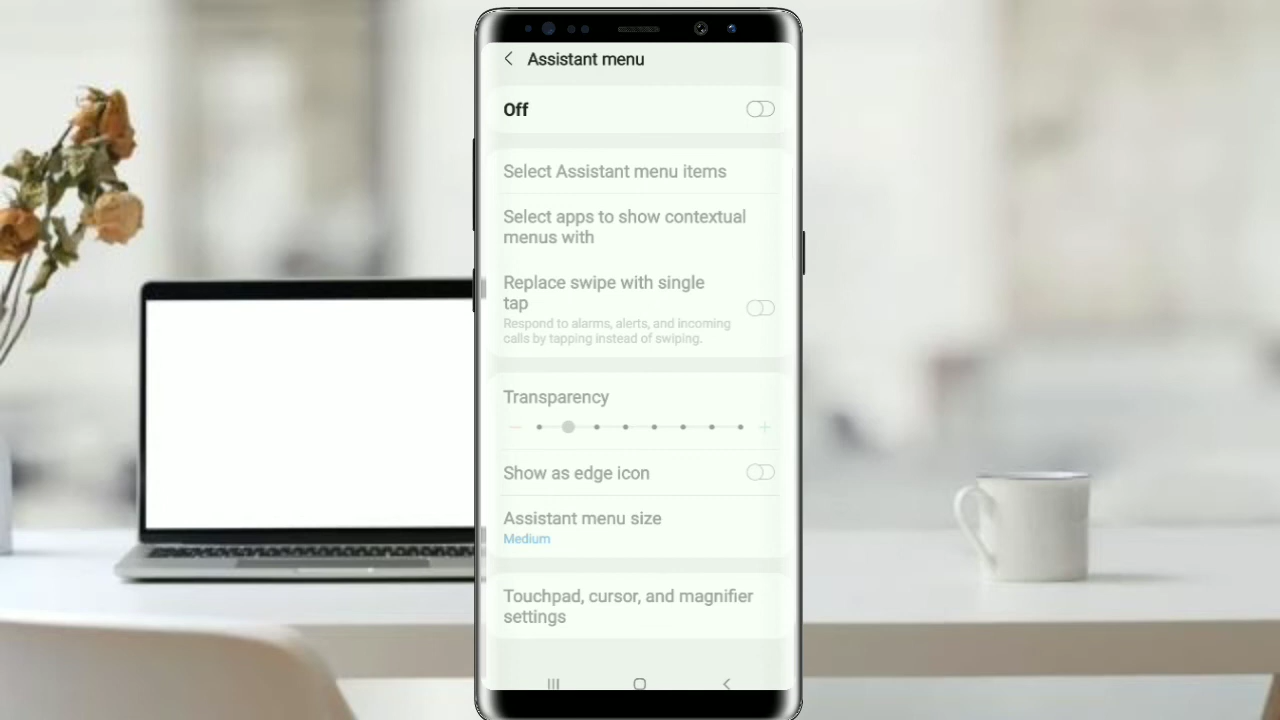 Assistant menu
Off
Select Assistant menu items
Select apps to show contextual
menus with
Replace swipe with single
tap
Respond to alarms, alerts, and incoming
calls by tapping instead of swiping.
Transparency
Show as edge icon
Assistant menu size
Medium
Touchpad, cursor, and magnifier
settings